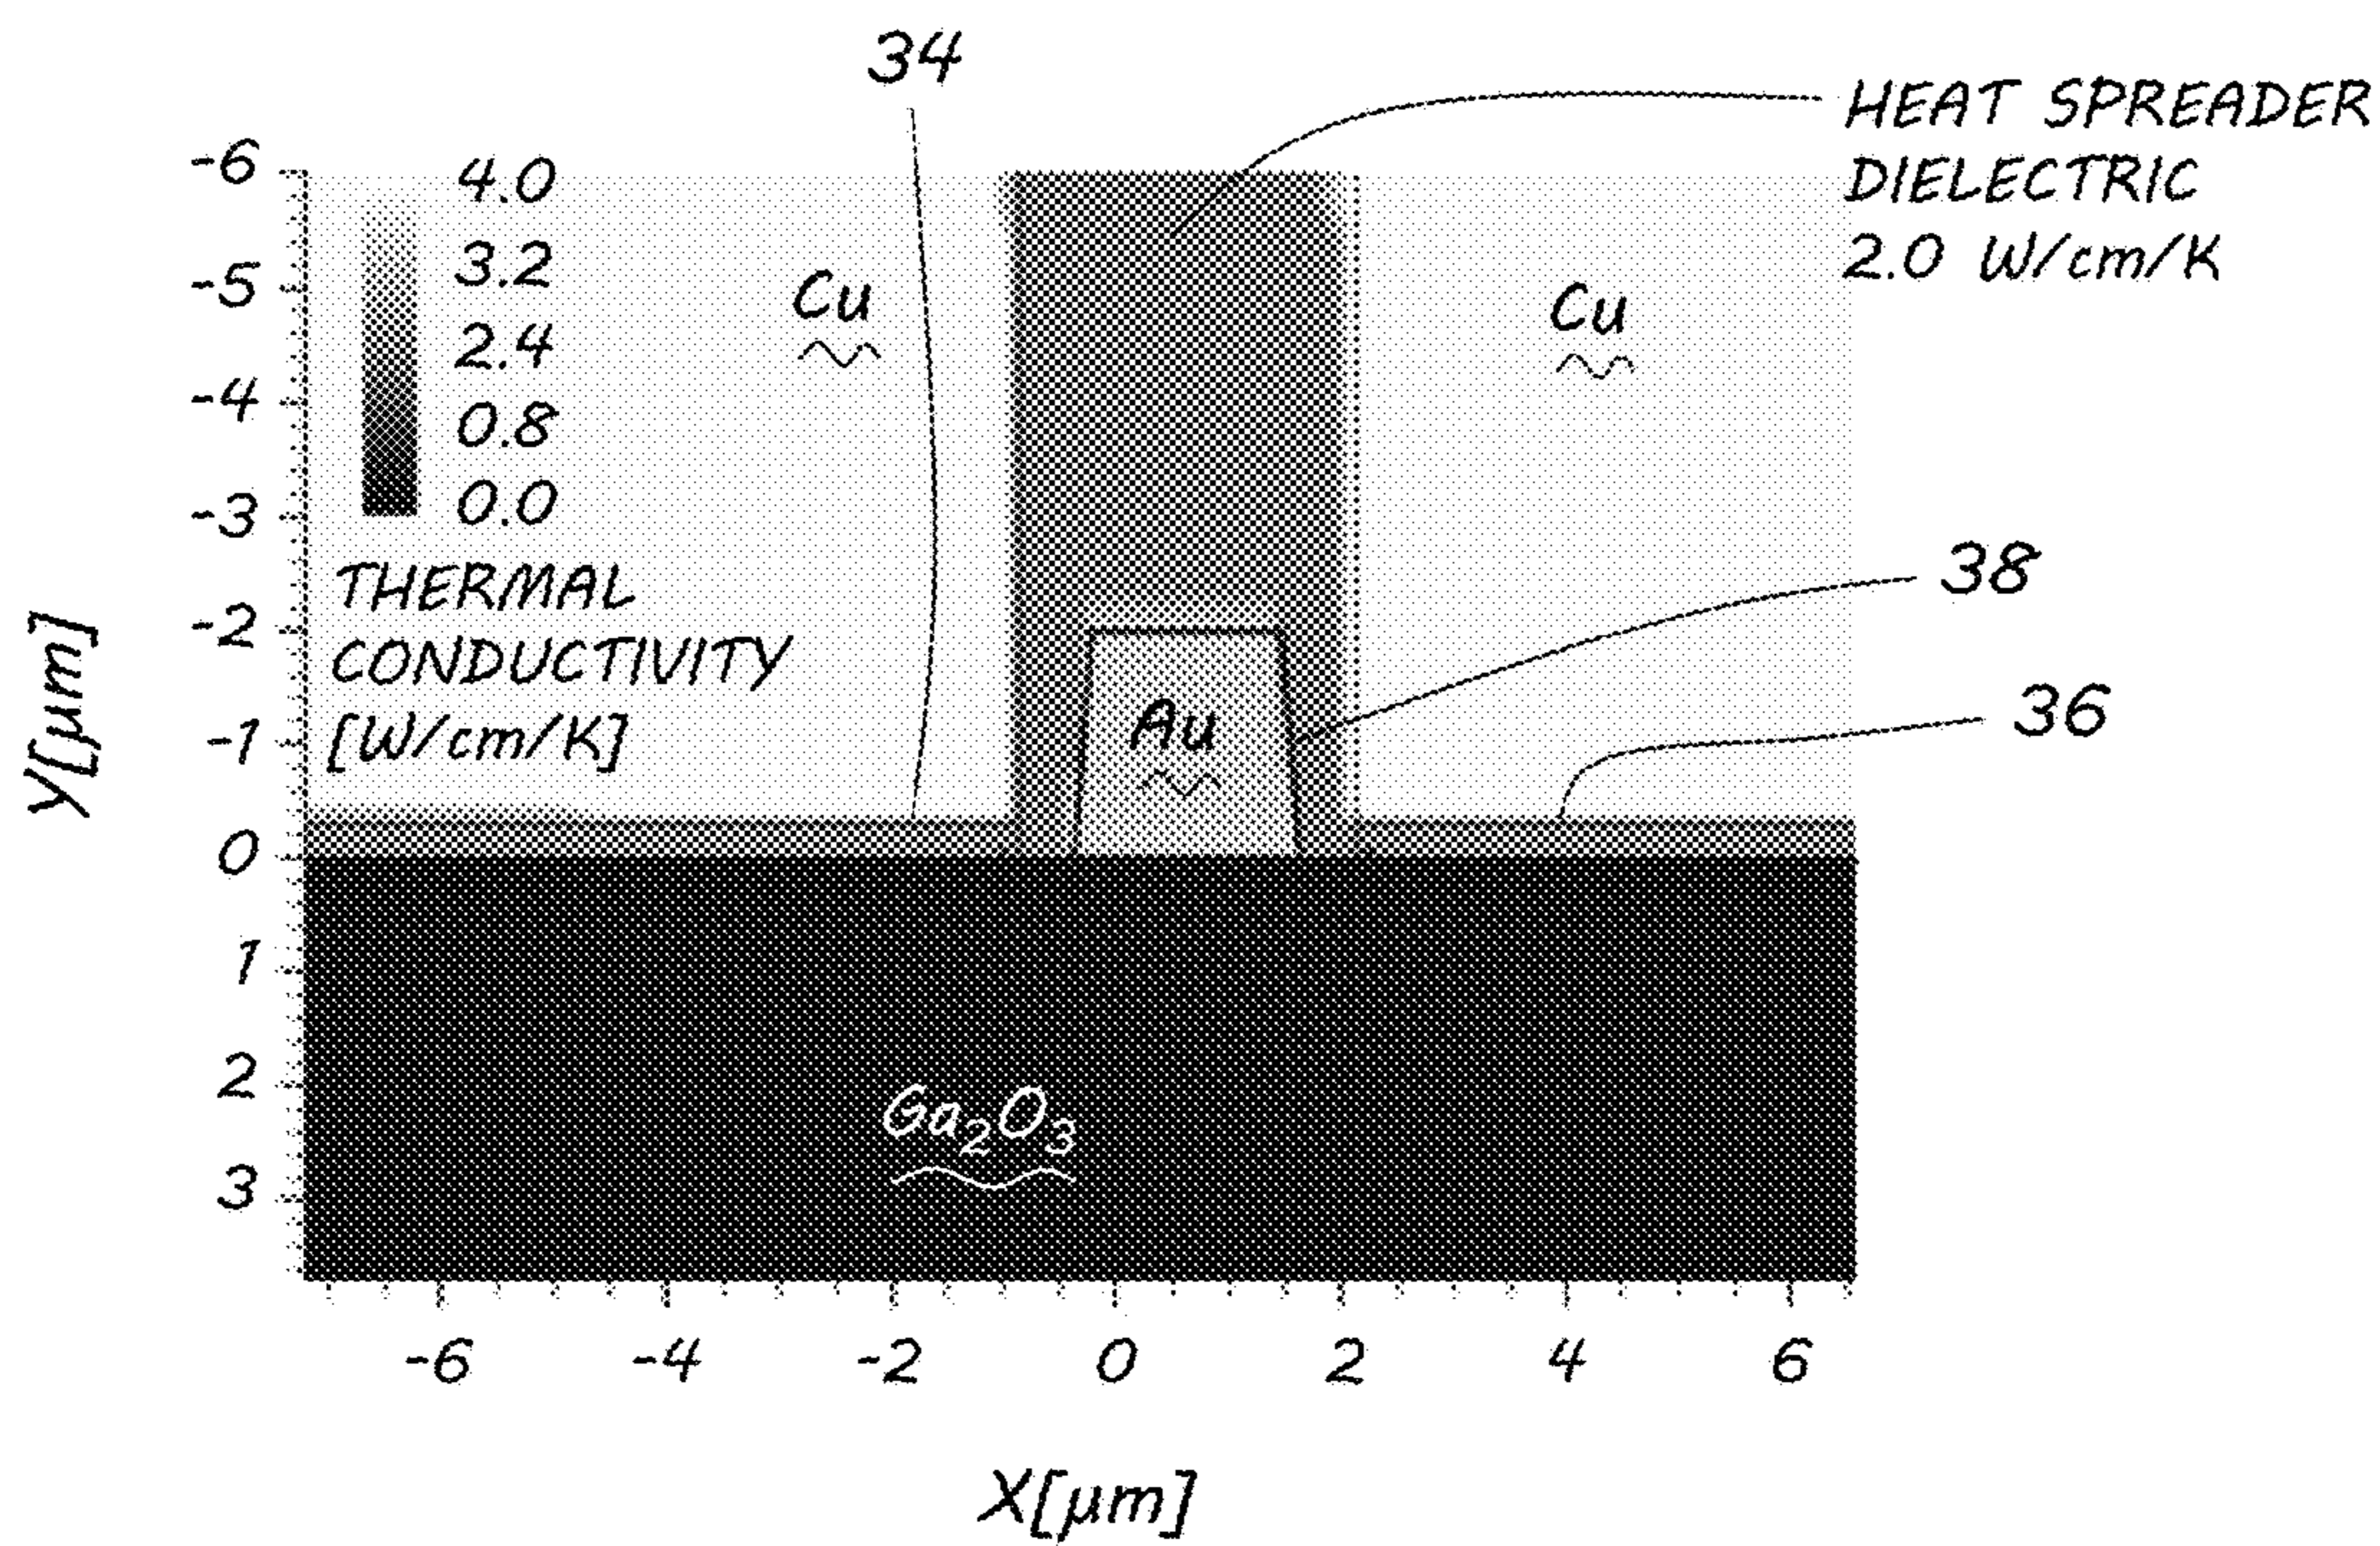 34
HEAT SPREADER
DIELECTRIC
2.0 W/cm/K
-6
-5
-4
-3
-2
-1
0
1
2
3
Y[μm]
4.0
3.2
2.4
0.8
0.0
THERMAL
CONDUCTIVITY
[W/cm/K]
Cu
Cu
38
36
Au
Ga₂O₃
-6 -4 -2 0 2 4 6
X[μm]